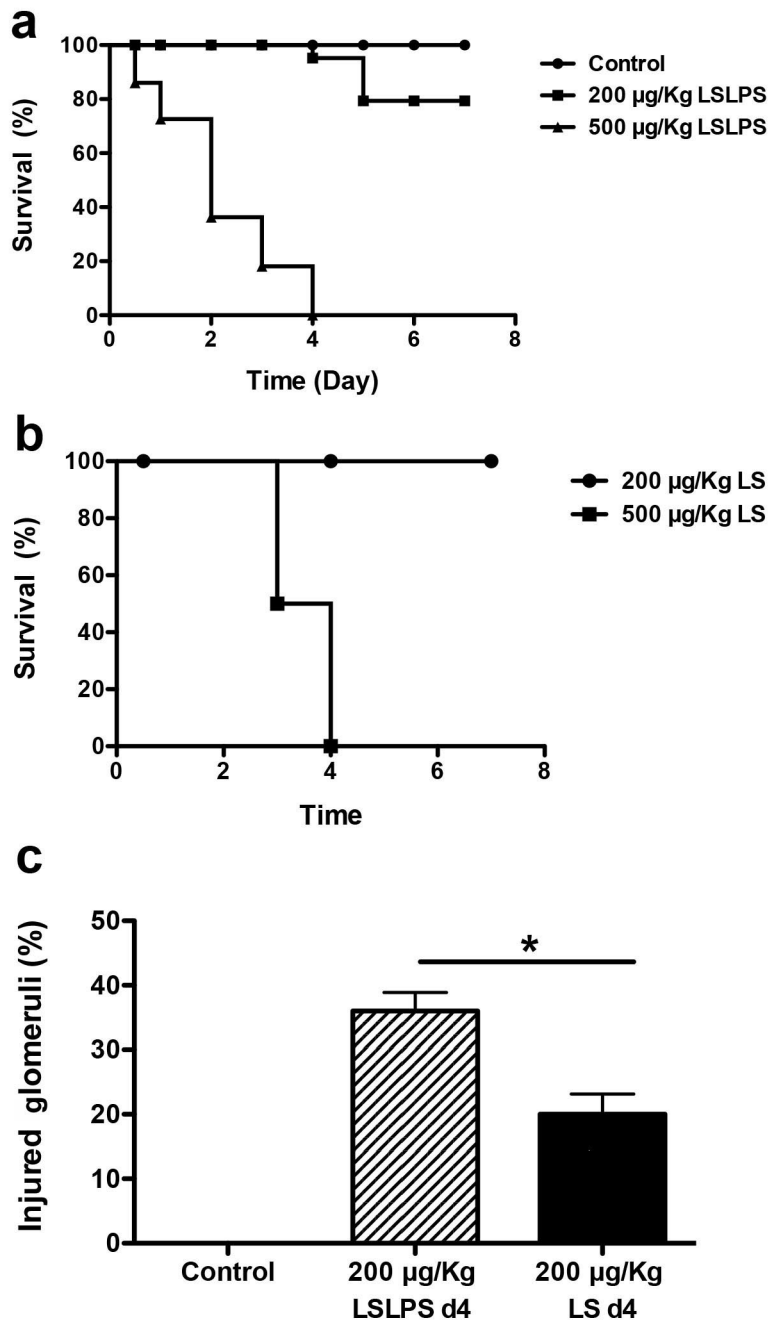 a
100
80
60
40
20
0
Survival (%)
0 2 4 6 8
Time (Day)
Control
200 µg/Kg LSLPS
500 µg/Kg LSLPS
b
100
80
60
40
20
0
Survival (%)
0 2 4 6 8
Time
200 µg/Kg LS
500 µg/Kg LS
c
50
40
30
20
10
0
Injured glomeruli (%)
*
Control 200 µg/Kg 200 µg/Kg
LSLPS d4 LS d4